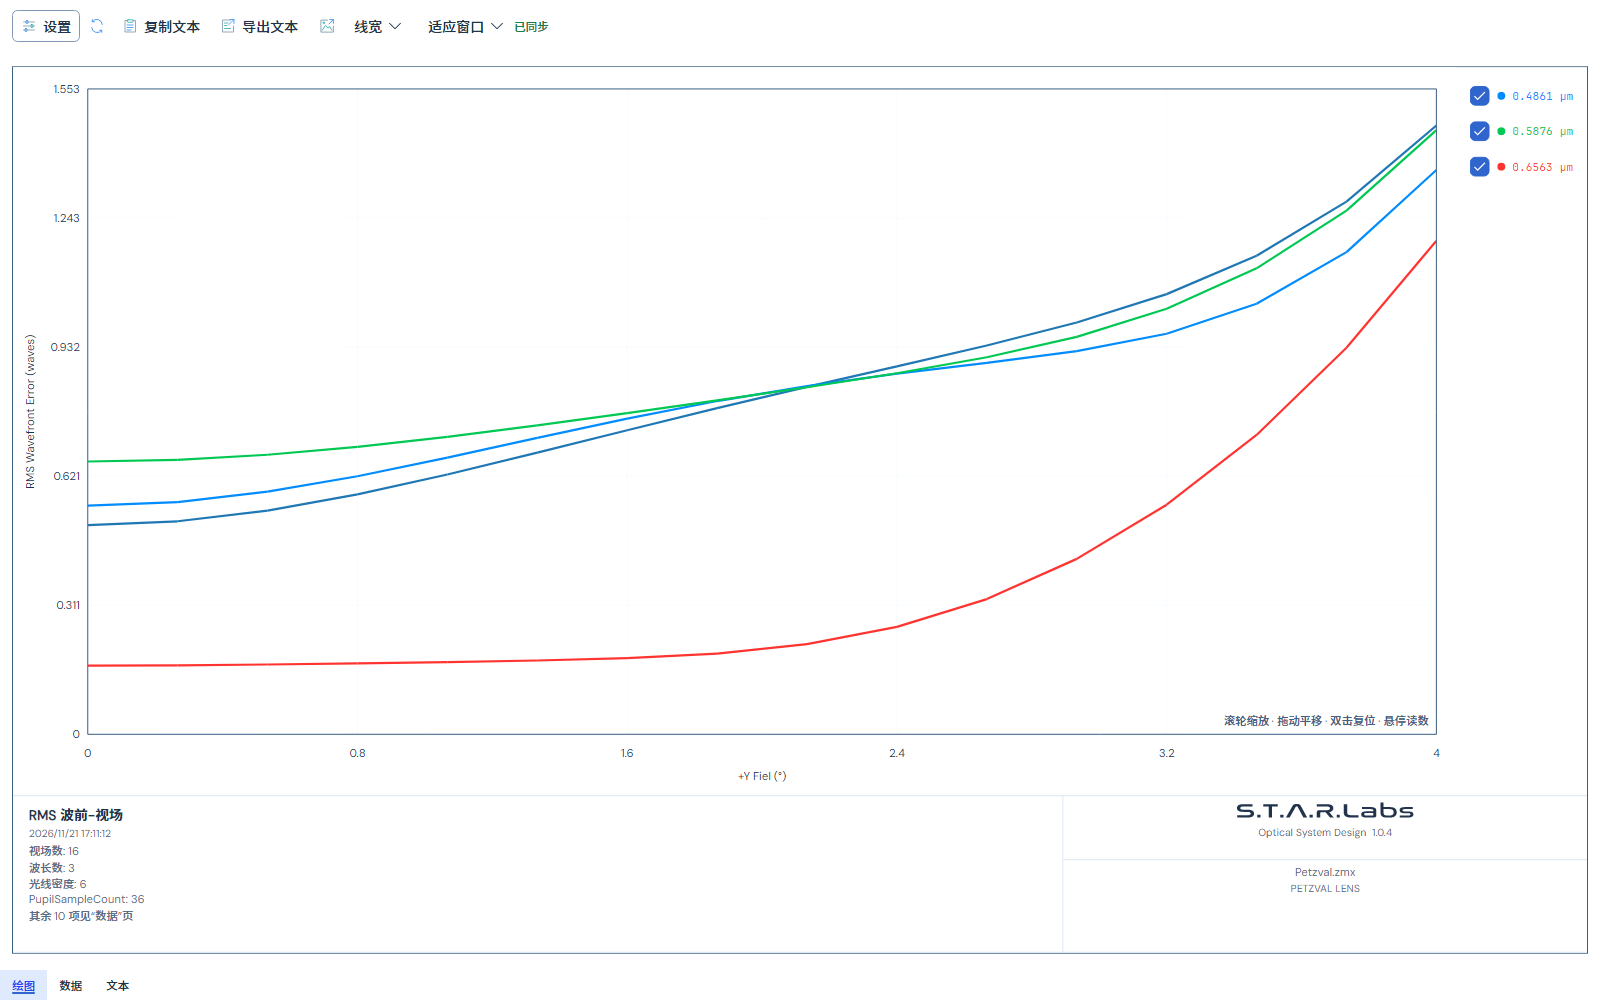 设置 复制文本 导出文本 线宽 适应窗口 已同步
1.553
1.243
0.932
0.621
0.311
0
RMS Wavefront Error (waves)
0 0.8 1.6 2.4 3.2 4
+Y Fiel (°)
滚轮缩放 · 拖动平移 · 双击复位 · 悬停读数
0.4861 μm
0.5876 μm
0.6563 μm
RMS 波前-视场
2026/11/21 17:11:12
视场数: 16
波长数: 3
光线密度: 6
PupilSampleCount: 36
其余 10 项见“数据”页
S.T.A.R.Labs
Optical System Design 1.0.4
Petzval.zmx
PETZVAL LENS
绘图 数据 文本